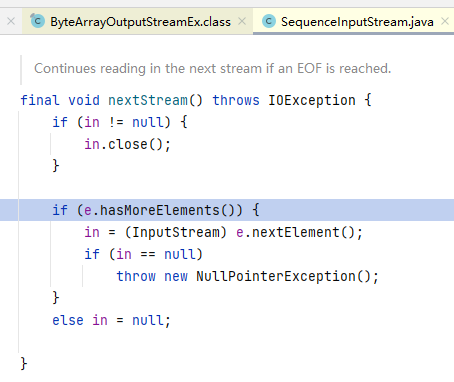 ByteArrayOutputStreamEx.class
SequenceInputStream.java
Continues reading in the next stream if an EOF is reached.
final void nextStream() throws IOException {
    if (in != null) {
        in.close();
    }
    if (e.hasMoreElements()) {
        in = (InputStream) e.nextElement();
        if (in == null)
            throw new NullPointerException();
    }
    else in = null;
}